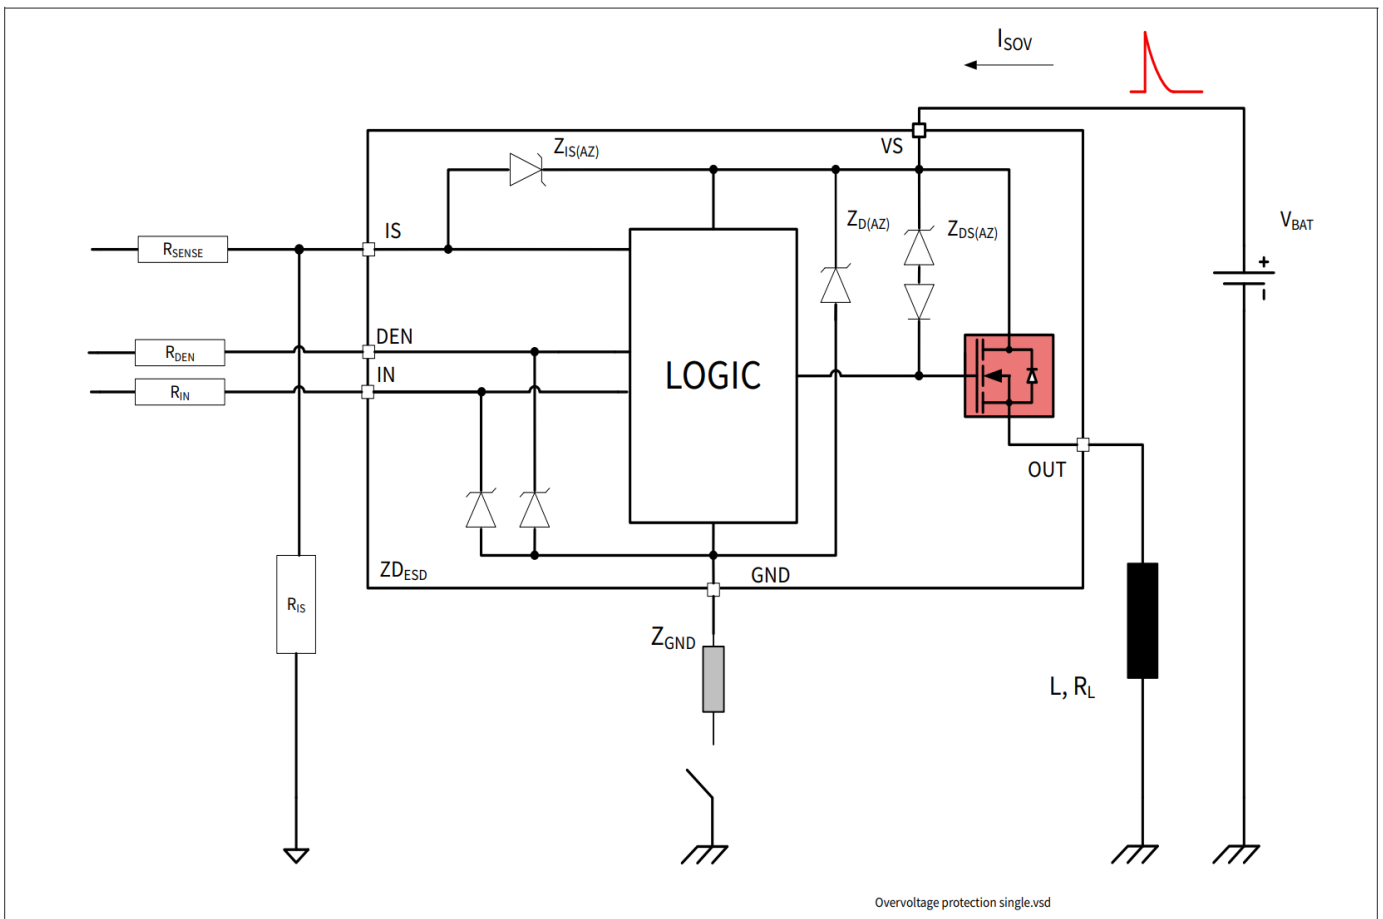 ISOV
ZIS(AZ)
VS
ZD(AZ)
ZDS(AZ)
VBAT
IS
RSENSE
+
DEN
RDEN
IN
RIN
LOGIC
OUT
ZDESD
GND
RIS
ZGND
L, RL
Overvoltage protection single.vsd